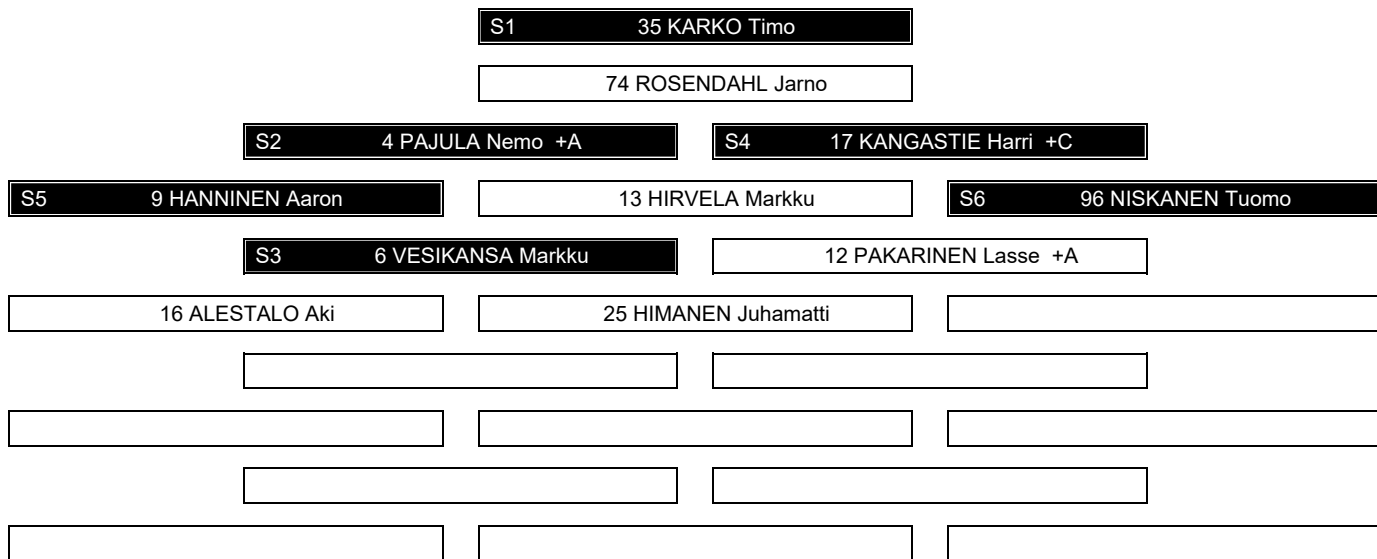 S1 35 KARKO Timo
74 ROSENDAHL Jarno
S2 4 PAJULA Nemo +A
S4 17 KANGASTIE Harri +C
S5 9 HANNINEN Aaron
13 HIRVELA Markku
S6 96 NISKANEN Tuomo
S3 6 VESIKANSA Markku
12 PAKARINEN Lasse +A
16 ALESTALO Aki
25 HIMANEN Juhamatti